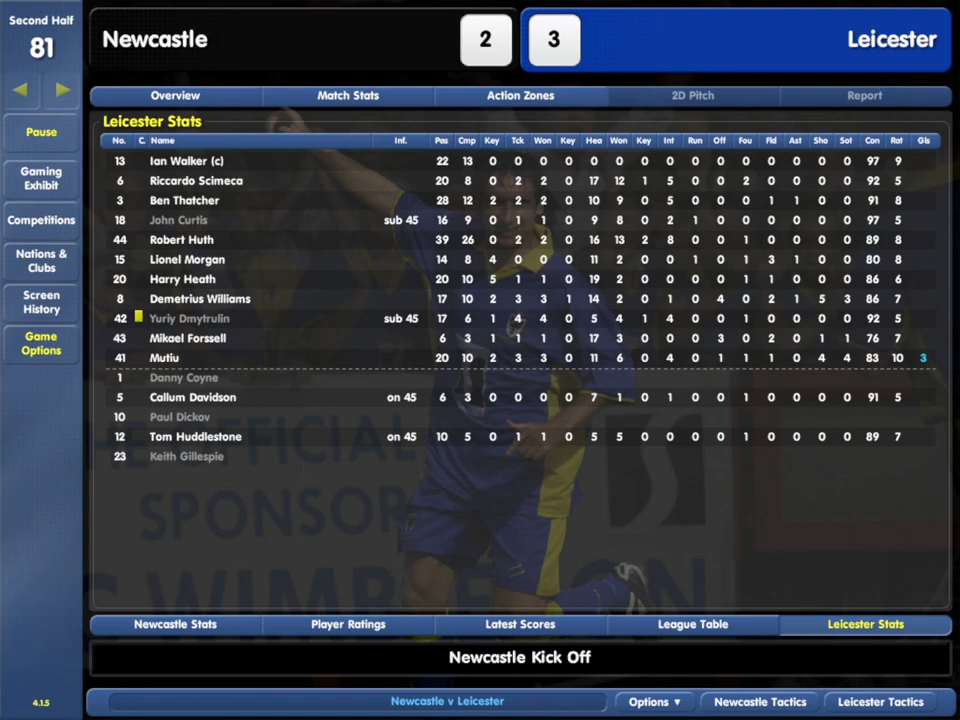 Second Half
81
Newcastle 2 3 Leicester
Overview Match Stats Action Zones 2D Pitch Report
Pause
Gaming
Exhibit
Competitions
Nations &
Clubs
Screen
History
Game
Options
Leicester Stats
No. C. Name Inf. Pas Cmp Key Tck Won Key Hea Won Key Int Run Off Fou Fld Ast Sho Sot Con Rat Gls
13 Ian Walker (c) 22 13 0 0 0 0 0 0 0 0 0 0 0 0 0 0 0 97 9
6 Riccardo Scimeca 20 8 0 2 2 0 17 12 1 5 0 0 2 0 0 0 0 92 5
3 Ben Thatcher 28 12 2 2 2 0 10 9 0 5 0 0 0 1 1 0 0 91 8
18 John Curtis sub 45 16 9 0 1 1 0 9 8 0 2 1 0 0 0 0 0 0 97 5
44 Robert Huth 39 26 0 2 2 0 16 13 2 8 0 0 1 0 0 0 0 89 8
15 Lionel Morgan 14 8 4 2 0 0 11 2 0 0 1 0 1 3 1 0 0 80 8
20 Harry Heath 20 10 5 1 1 0 19 2 0 0 0 0 1 1 0 0 0 86 6
8 Demetrius Williams 17 10 2 3 3 1 14 2 0 1 0 4 0 2 1 5 3 86 7
42 Yuriy Dmytrulin sub 45 17 6 1 4 4 0 5 4 1 4 0 0 1 0 0 0 0 92 5
43 Mikael Forssell 6 3 1 1 1 0 17 3 0 0 0 3 0 2 0 1 1 76 7
41 Mutiu 20 10 2 3 3 0 11 6 0 4 0 1 1 1 0 4 4 83 10 3
1 Danny Coyne
5 Callum Davidson on 45 6 3 0 0 0 0 7 1 0 1 0 0 1 0 0 0 0 91 5
10 Paul Dickov
12 Tom Huddlestone on 45 10 5 0 1 1 0 5 5 0 0 0 0 1 0 0 0 0 89 7
23 Keith Gillespie
THE OFFICIAL
SPONSOR
WIMBLEDON
Newcastle Stats Player Ratings Latest Scores League Table Leicester Stats
Newcastle Kick Off
4.1.5
Newcastle v Leicester Options ▼ Newcastle Tactics Leicester Tactics